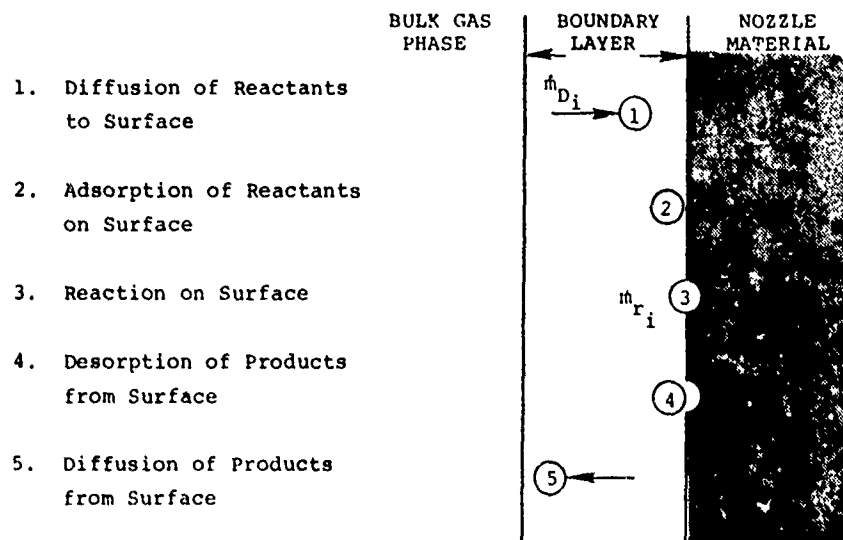 BULK GAS PHASE
BOUNDARY LAYER
NOZZLE MATERIAL
1. Diffusion of Reactants
to Surface
ṁDi
1
2. Adsorption of Reactants
on Surface
2
3. Reaction on Surface
ṁri
3
4. Desorption of Products
from Surface
4
5. Diffusion of Products
from Surface
5